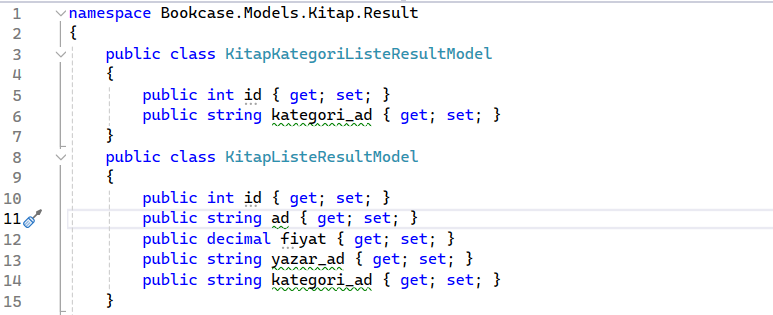 1 namespace Bookcase.Models.Kitap.Result
2 {
3 public class KitapKategoriListeResultModel
4 {
5 public int id { get; set; }
6 public string kategori_ad { get; set; }
7 }
8 public class KitapListeResultModel
9 {
10 public int id { get; set; }
11 public string ad { get; set; }
12 public decimal fiyat { get; set; }
13 public string yazar_ad { get; set; }
14 public string kategori_ad { get; set; }
15 }